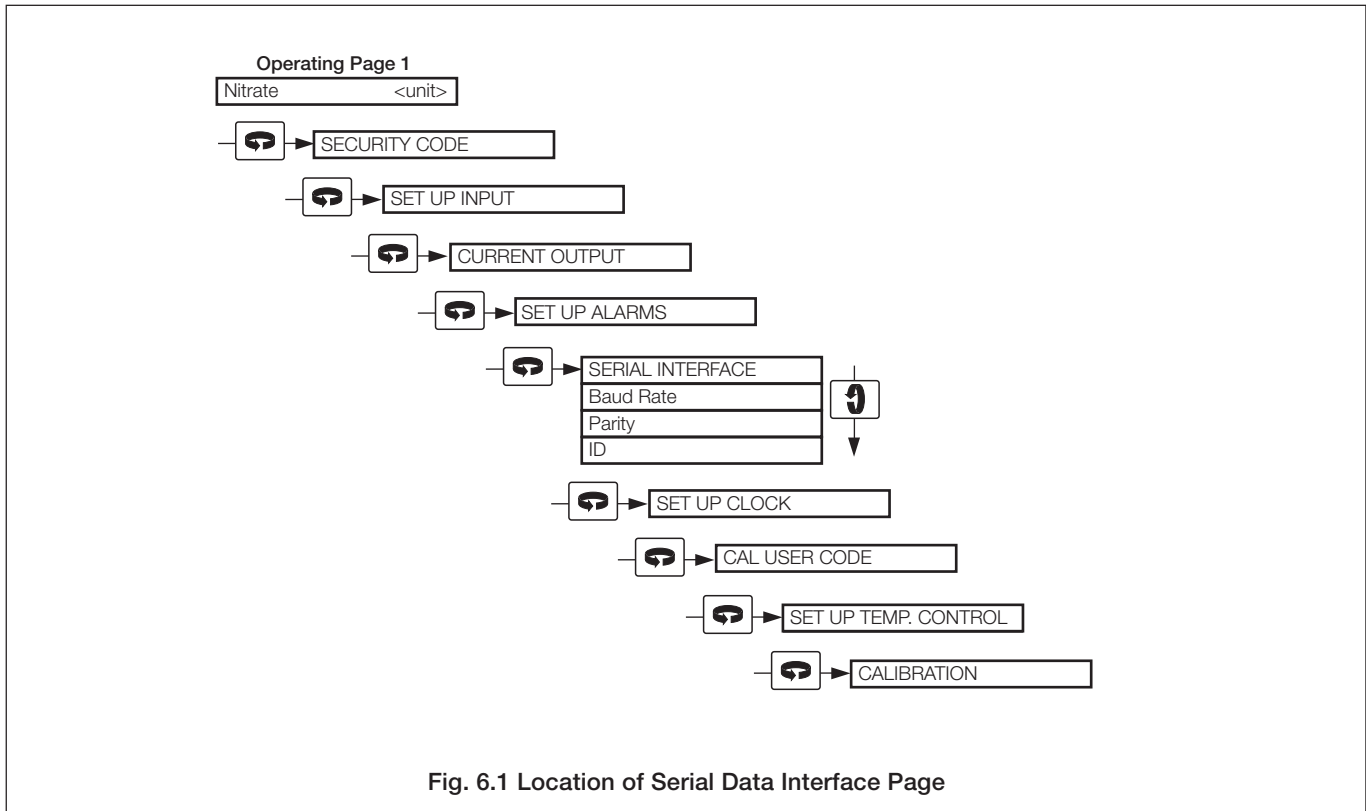 Operating Page 1
Nitrate <unit>
SECURITY CODE
SET UP INPUT
CURRENT OUTPUT
SET UP ALARMS
SERIAL INTERFACE
Baud Rate
Parity
ID
SET UP CLOCK
CAL USER CODE
SET UP TEMP. CONTROL
CALIBRATION
Fig. 6.1 Location of Serial Data Interface Page